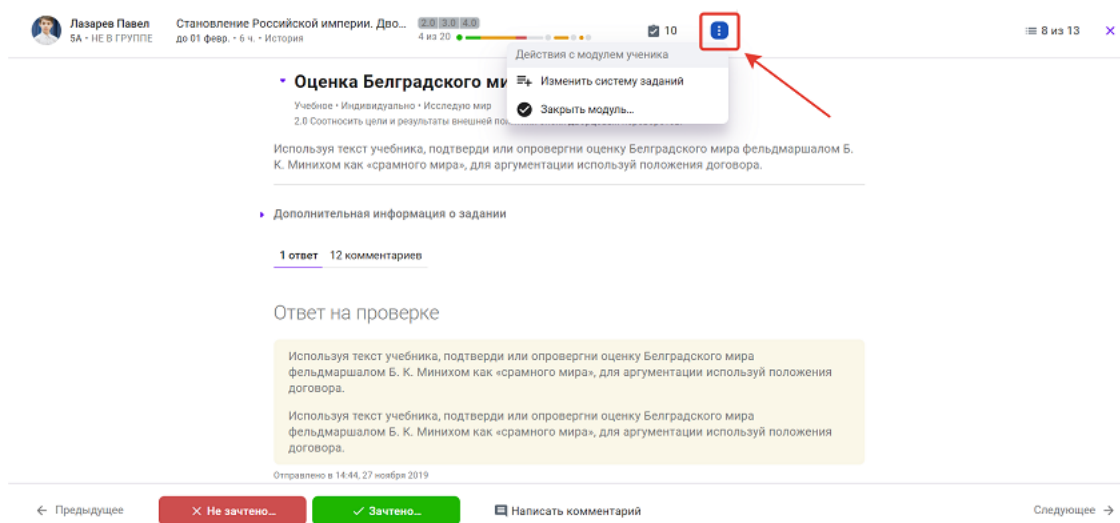 Лазарев Павел
5А • НЕ В ГРУППЕ
Становление Российской империи. Дво...
до 01 февр. • 6 ч. • История
2.0 3.0 4.0
4 из 20
10
8 из 13
Действия с модулем ученика
Изменить систему заданий
Закрыть модуль...
Оценка Белградского ми
Учебное • Индивидуально • Исследую мир
2.0 Соотносить цели и результаты внешней
Используя текст учебника, подтверди или опровергни оценку Белградского мира фельдмаршалом Б.
К. Минихом как «срамного мира», для аргументации используй положения договора.
Дополнительная информация о задании
1 ответ 12 комментариев
Ответ на проверке
Используя текст учебника, подтверди или опровергни оценку Белградского мира
фельдмаршалом Б. К. Минихом как «срамного мира», для аргументации используй положения
договора.
Используя текст учебника, подтверди или опровергни оценку Белградского мира
фельдмаршалом Б. К. Минихом как «срамного мира», для аргументации используй положения
договора.
Отправлено в 14:44, 27 ноября 2019
Предыдущее
Не зачтено...
Зачтено...
Написать комментарий
Следующее